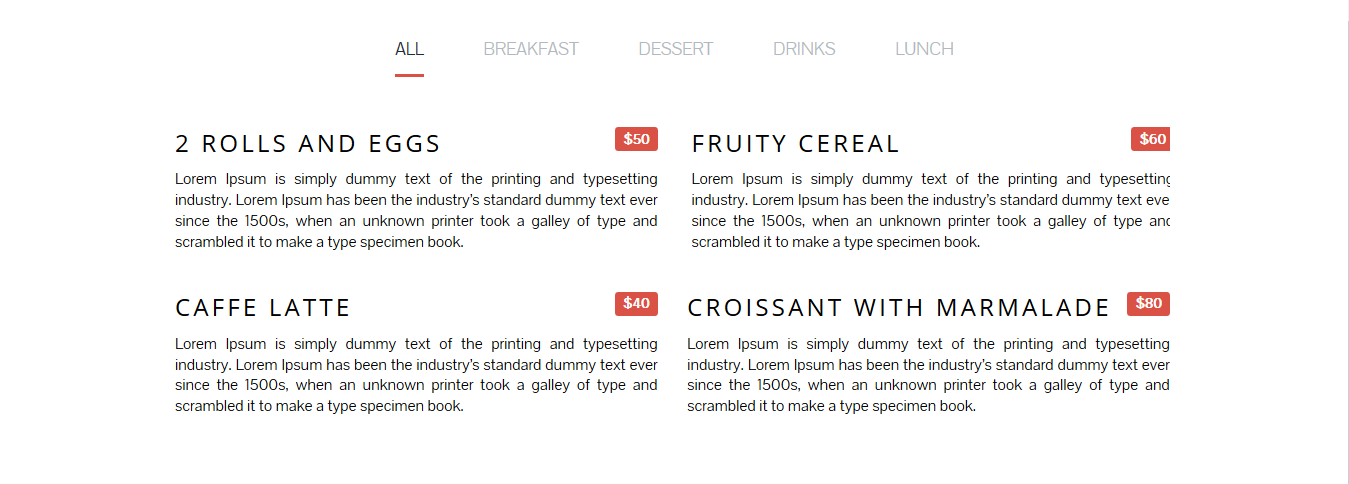 ALL BREAKFAST DESSERT DRINKS LUNCH
2 ROLLS AND EGGS $50
Lorem Ipsum is simply dummy text of the printing and typesetting
industry. Lorem Ipsum has been the industry's standard dummy text ever
since the 1500s, when an unknown printer took a galley of type and
scrambled it to make a type specimen book.
FRUITY CEREAL $60
Lorem Ipsum is simply dummy text of the printing and typesetting
industry. Lorem Ipsum has been the industry's standard dummy text eve
since the 1500s, when an unknown printer took a galley of type and
scrambled it to make a type specimen book.
CAFFE LATTE $40
Lorem Ipsum is simply dummy text of the printing and typesetting
industry. Lorem Ipsum has been the industry's standard dummy text ever
since the 1500s, when an unknown printer took a galley of type and
scrambled it to make a type specimen book.
CROISSANT WITH MARMALADE $80
Lorem Ipsum is simply dummy text of the printing and typesetting
industry. Lorem Ipsum has been the industry's standard dummy text ever
since the 1500s, when an unknown printer took a galley of type and
scrambled it to make a type specimen book.